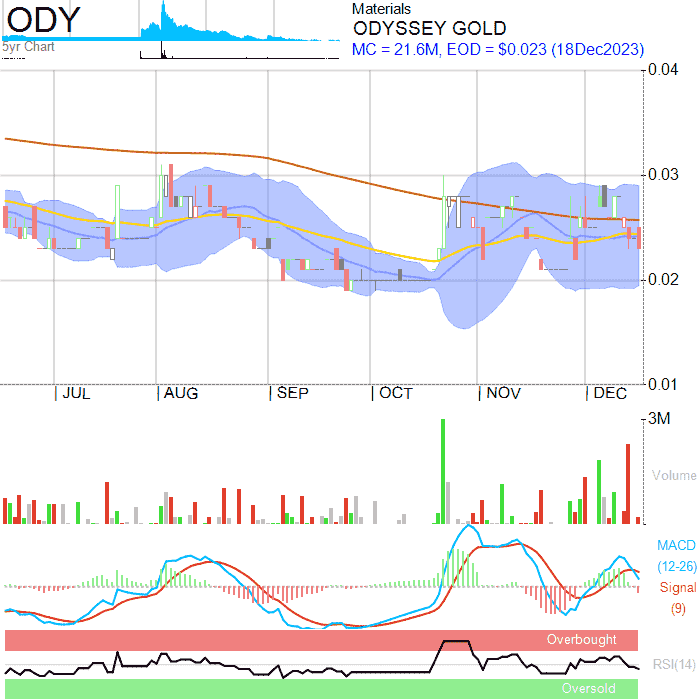 ODY
5yr Chart
Materials
ODYSSEY GOLD
MC = 21.6M, EOD = $0.023 (18Dec2023)
0.04
0.03
0.02
0.01
JUL AUG SEP OCT NOV DEC
3M
Volume
MACD
(12-26)
Signal
(9)
Overbought
RSI(14)
Oversold